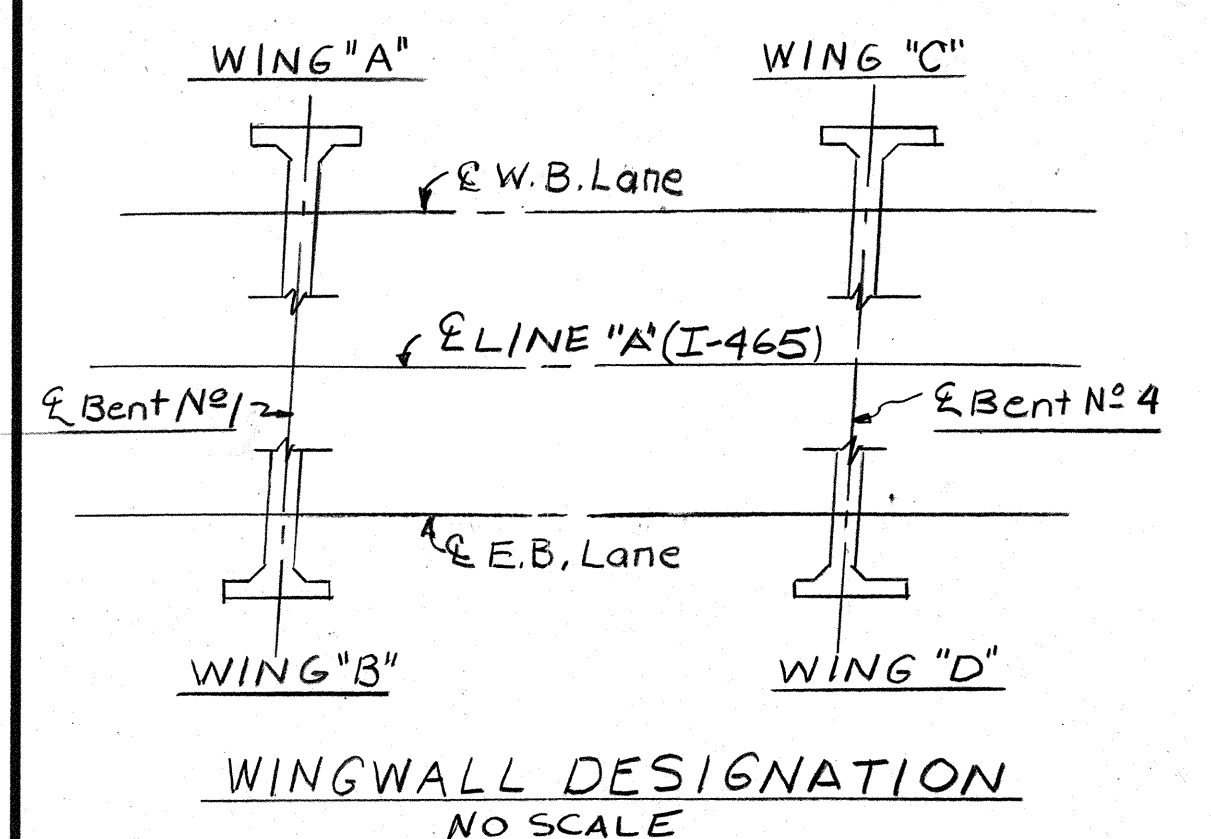 WING "A"
WING "C"
℄ W.B. Lane
℄ LINE "A" (I-465)
℄ Bent Nº 1
℄ Bent Nº 4
℄ E.B. Lane
WING "B"
WING "D"
WINGWALL DESIGNATION
NO SCALE